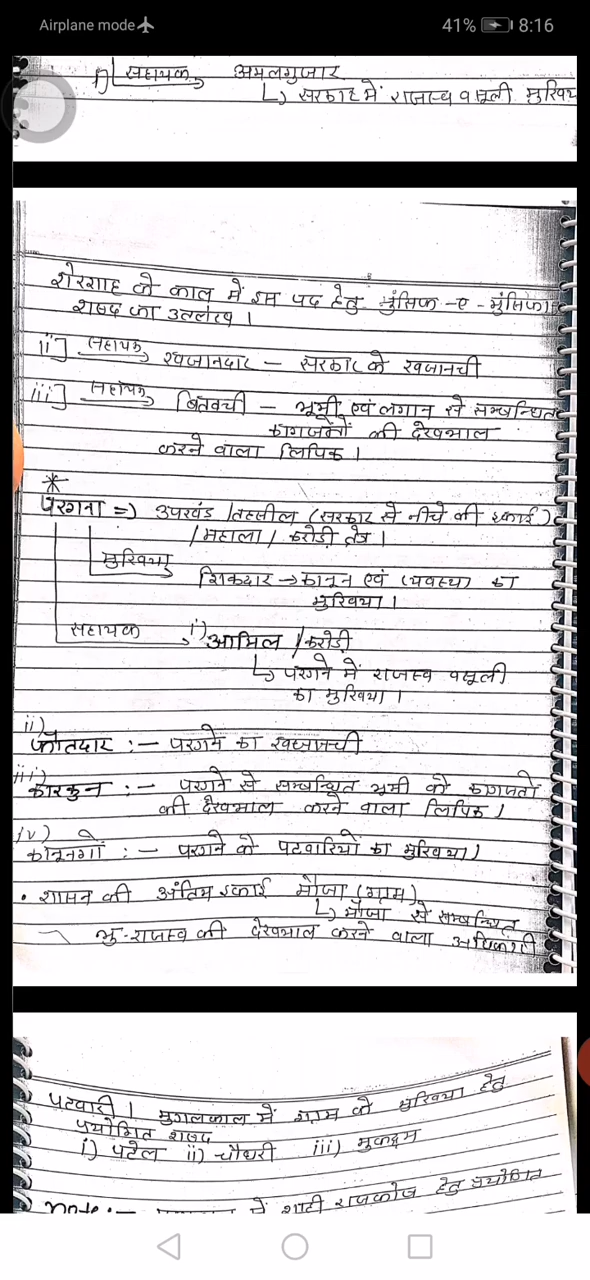 Airplane mode 41% 8:16
i) सहायक अमलगुजार
↳ सरकार में राजस्व वसूली मुखिया
शेरशाह के काल में इस पद हेतु मुंसिफ -ए- मुंसिफान
शब्द का उल्लेख ।
ii] सहायक खजानदार – सरकार के खजानची
iii] सहायक बितक्ची – भूमी एवं लगान से सम्बन्धित
कागजातों की देखभाल
करने वाला लिपिक ।
*
परगना => उपखंड /तहसील (सरकार से नीचे की इकाई)
/महाला/ करोड़ी क्षेत्र ।
मुखिया
शिकदार → कानून एवं व्यवस्था का
मुखिया ।
सहायक i) आमिल /करोड़ी
↳ परगने में राजस्व वसूली
का मुखिया ।
ii)
फोतदार :– परगने का खजानची
iii)
कारकुन :– परगने से सम्बन्धित भूमी के कागजातो
की देखभाल करने वाला लिपिक ।
iv)
कानूनगो :– परगने के पटवारियों का मुखिया ।
• शासन की अंतिम इकाई मौजा (ग्राम)
↳ मौजा से सम्बन्धित
भु-राजस्व की देखभाल करने वाला अधिकारी
पटवारी । मुगलकाल में ग्राम के मुखिया हेतु
प्रयोगित शब्द
i) पटेल ii) चौधरी iii) मुकद्दम
Note:– में शाही राजकोज हेतु प्रयोगित